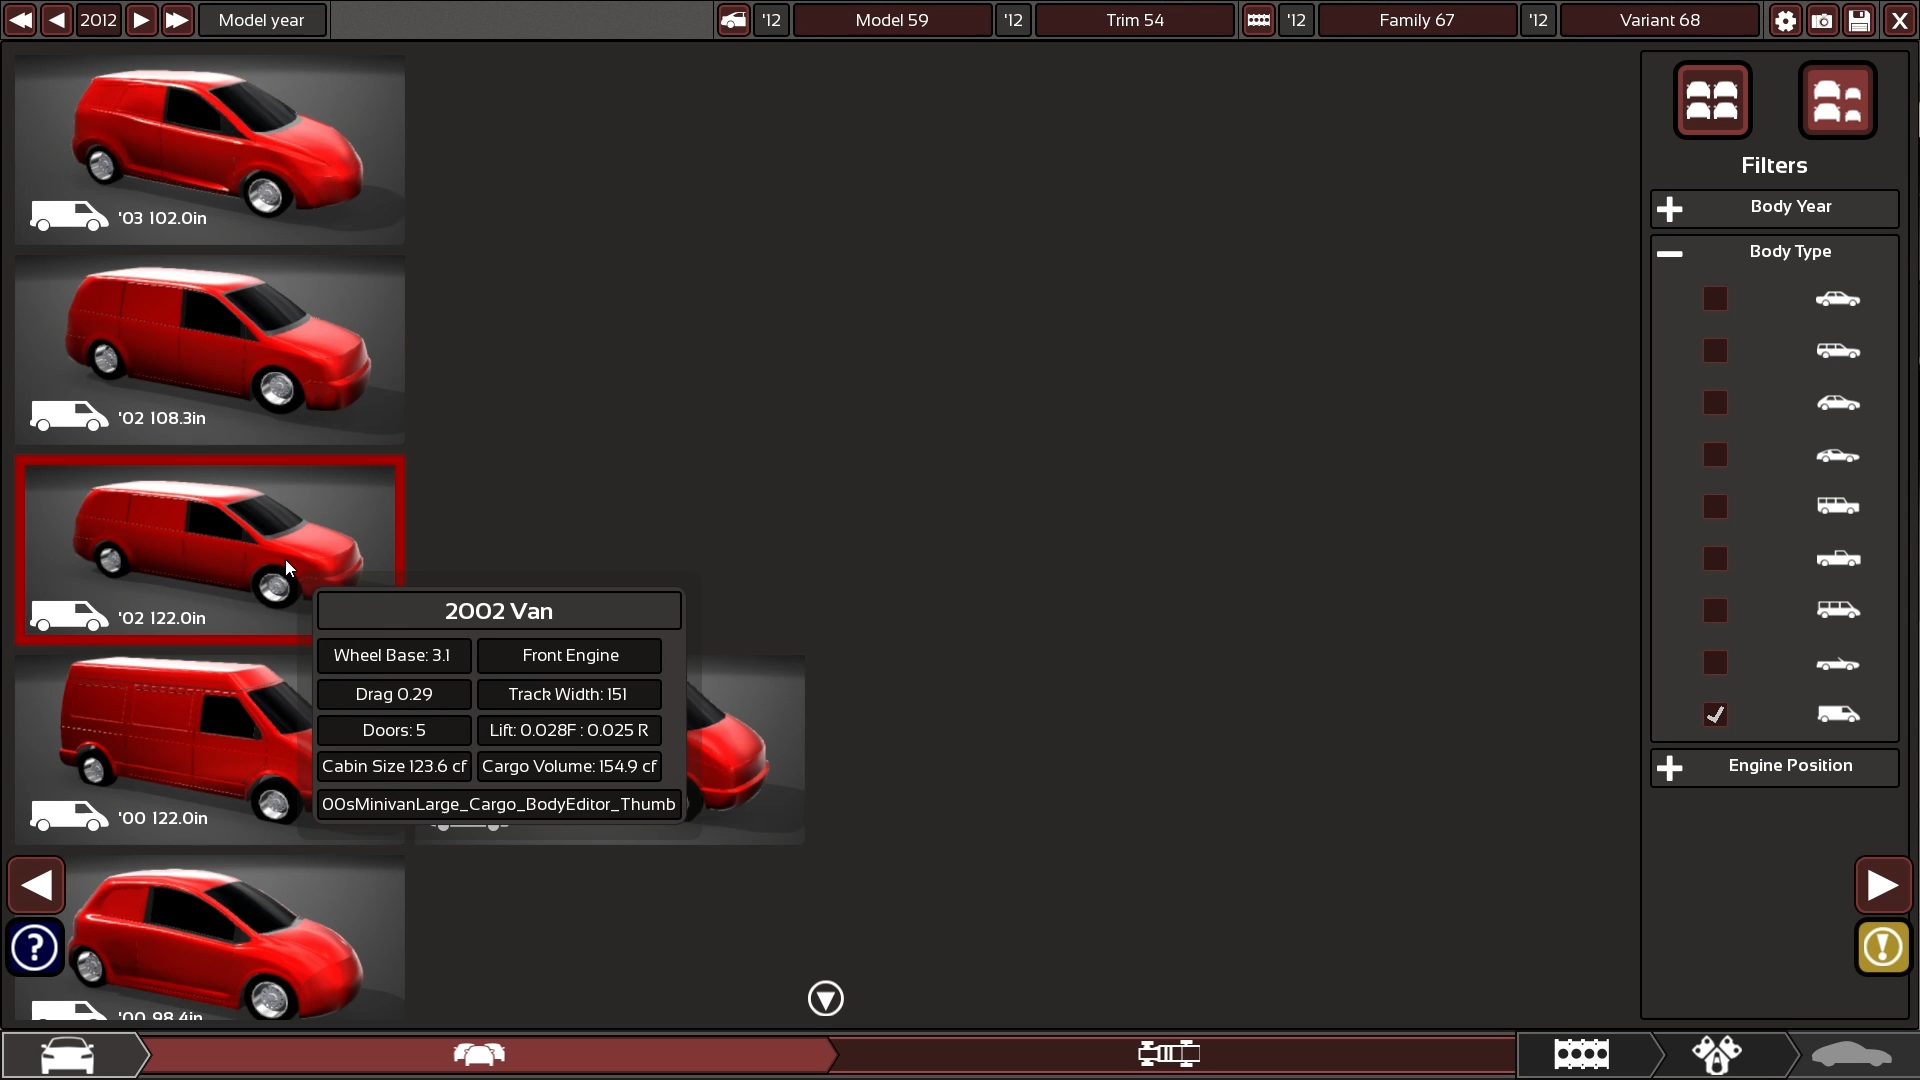 2012 Model year '12 Model 59 '12 Trim 54 '12 Family 67 '12 Variant 68 X
Filters
Body Year
Body Type
Engine Position
'03 102.0in
'02 108.3in
'02 122.0in
2002 Van
Wheel Base: 3.1 Front Engine
Drag 0.29 Track Width: 151
Doors: 5 Lift: 0.028F : 0.025 R
Cabin Size 123.6 cf Cargo Volume: 154.9 cf
00sMinivanLarge_Cargo_BodyEditor_Thumb
'00 122.0in
'00 98.4in
?
!